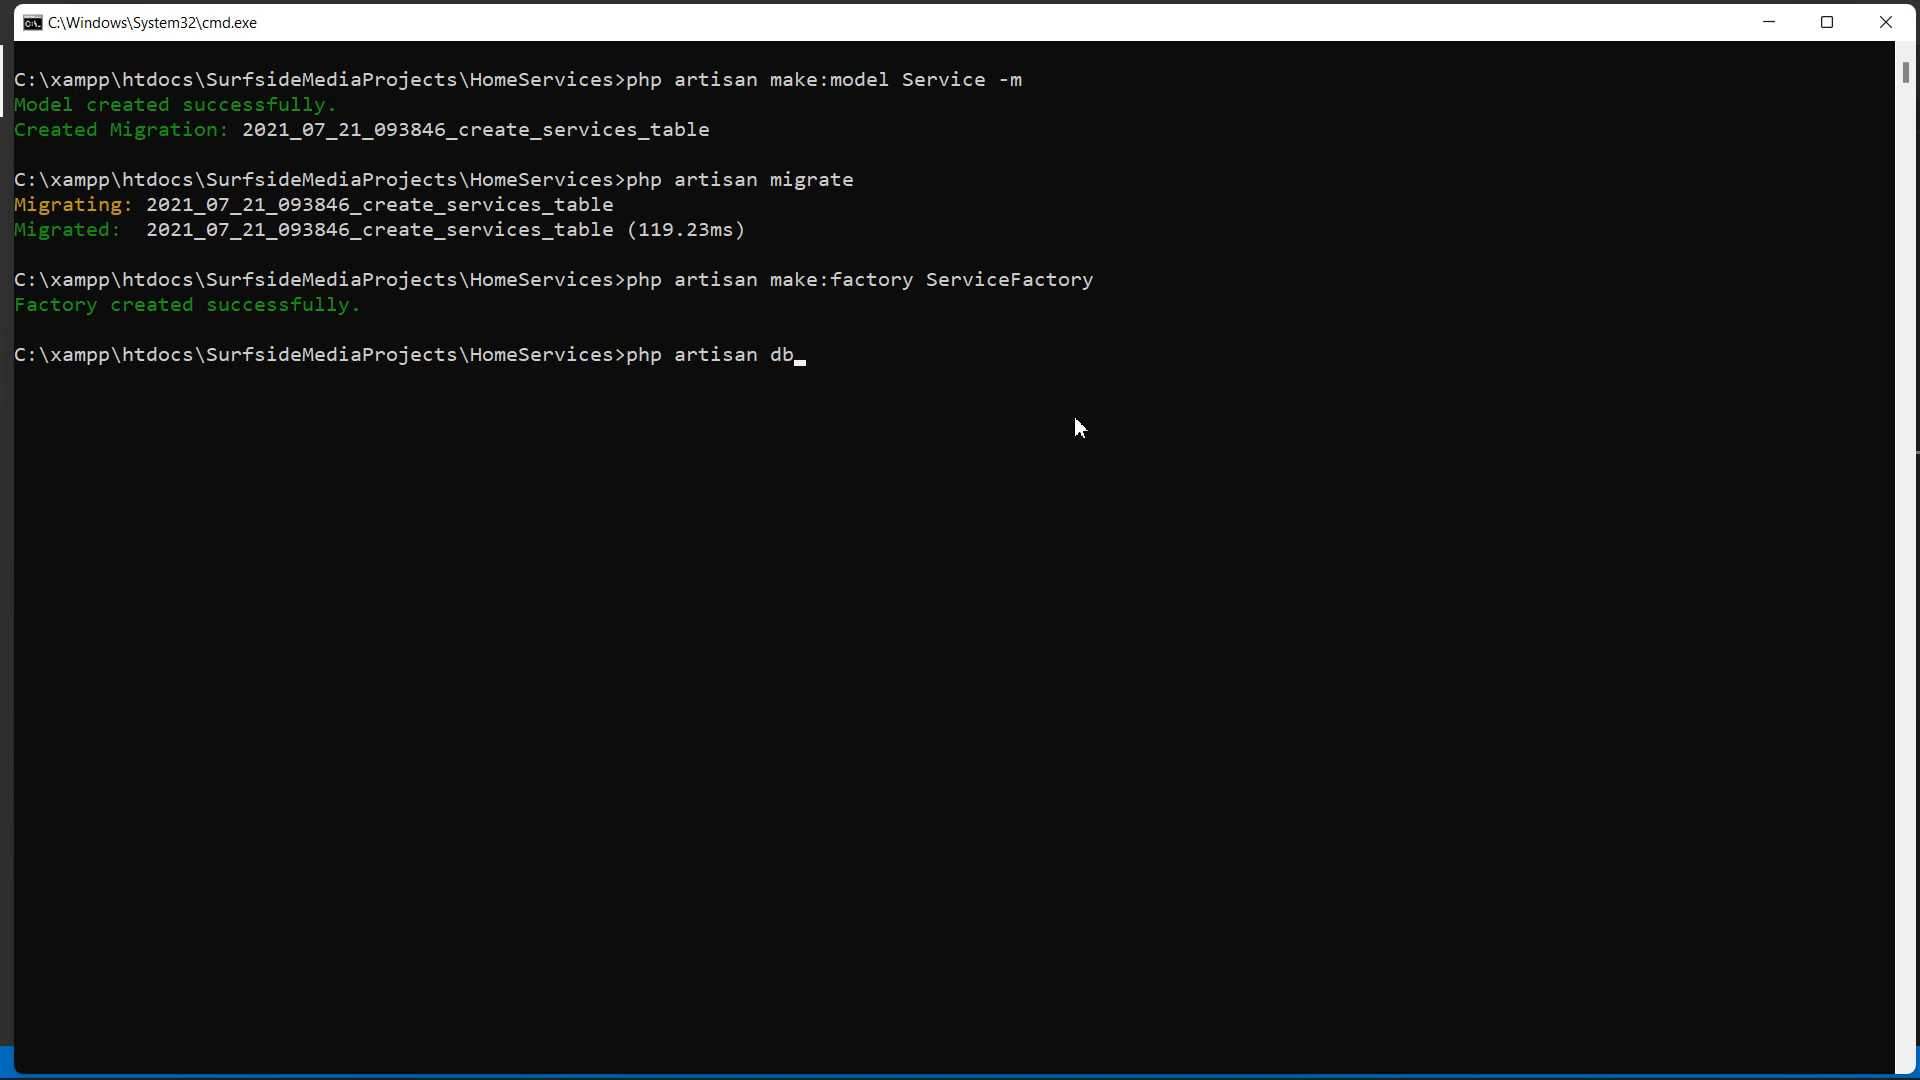 C:\Windows\System32\cmd.exe
C:\xampp\htdocs\SurfsideMediaProjects\HomeServices>php artisan make:model Service -m
Model created successfully.
Created Migration: 2021_07_21_093846_create_services_table
C:\xampp\htdocs\SurfsideMediaProjects\HomeServices>php artisan migrate
Migrating: 2021_07_21_093846_create_services_table
Migrated:  2021_07_21_093846_create_services_table (119.23ms)
C:\xampp\htdocs\SurfsideMediaProjects\HomeServices>php artisan make:factory ServiceFactory
Factory created successfully.
C:\xampp\htdocs\SurfsideMediaProjects\HomeServices>php artisan db